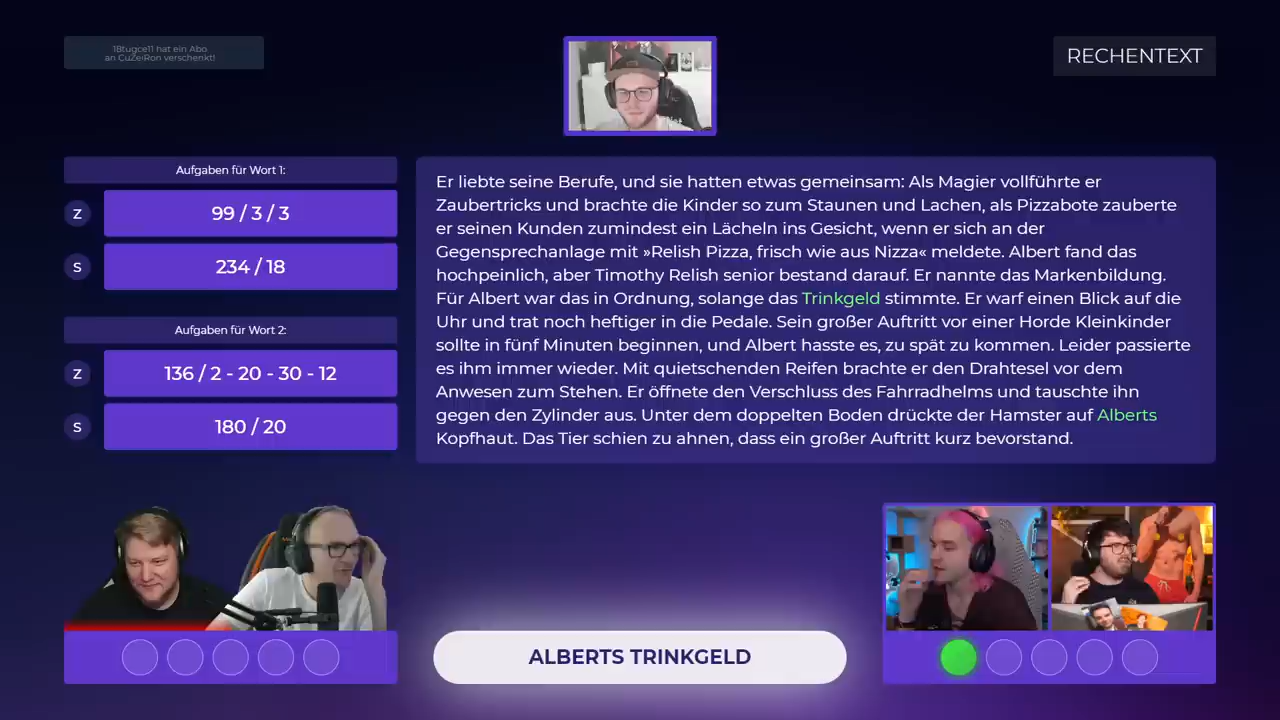 18tugce11 hat ein Abo
an CuZeiRon verschenkt!
RECHENTEXT
Aufgaben für Wort 1:
Z
99 / 3 / 3
S
234 / 18
Aufgaben für Wort 2:
Z
136 / 2 - 20 - 30 - 12
S
180 / 20
Er liebte seine Berufe, und sie hatten etwas gemeinsam: Als Magier vollführte er
Zaubertricks und brachte die Kinder so zum Staunen und Lachen, als Pizzabote zauberte
er seinen Kunden zumindest ein Lächeln ins Gesicht, wenn er sich an der
Gegensprechanlage mit »Relish Pizza, frisch wie aus Nizza« meldete. Albert fand das
hochpeinlich, aber Timothy Relish senior bestand darauf. Er nannte das Markenbildung.
Für Albert war das in Ordnung, solange das Trinkgeld stimmte. Er warf einen Blick auf die
Uhr und trat noch heftiger in die Pedale. Sein großer Auftritt vor einer Horde Kleinkinder
sollte in fünf Minuten beginnen, und Albert hasste es, zu spät zu kommen. Leider passierte
es ihm immer wieder. Mit quietschenden Reifen brachte er den Drahtesel vor dem
Anwesen zum Stehen. Er öffnete den Verschluss des Fahrradhelms und tauschte ihn
gegen den Zylinder aus. Unter dem doppelten Boden drückte der Hamster auf Alberts
Kopfhaut. Das Tier schien zu ahnen, dass ein großer Auftritt kurz bevorstand.
ALBERTS TRINKGELD